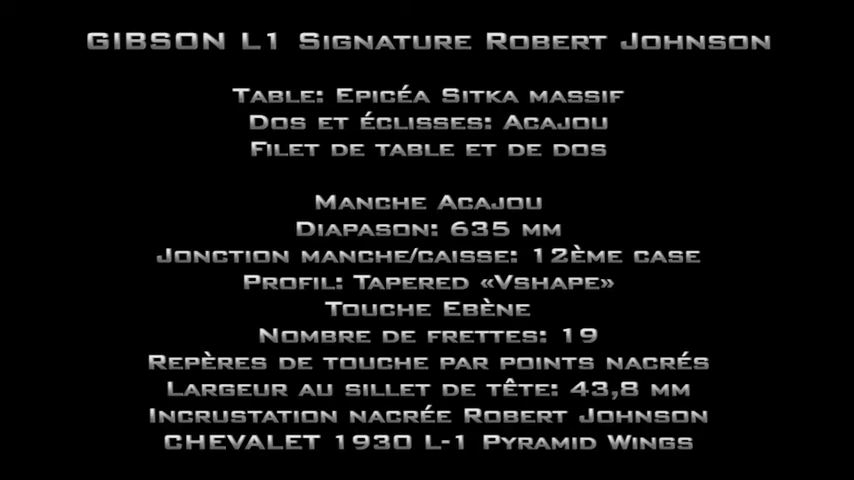 GIBSON L1 Signature Robert Johnson
Table: Epicéa Sitka massif
Dos et éclisses: Acajou
Filet de table et de dos
Manche Acajou
Diapason: 635 mm
Jonction manche/caisse: 12ème case
Profil: Tapered «Vshape»
Touche Ebène
Nombre de frettes: 19
Repères de touche par points nacrés
Largeur au sillet de tête: 43,8 mm
Incrustation nacrée Robert Johnson
CHEVALET 1930 L-1 Pyramid Wings